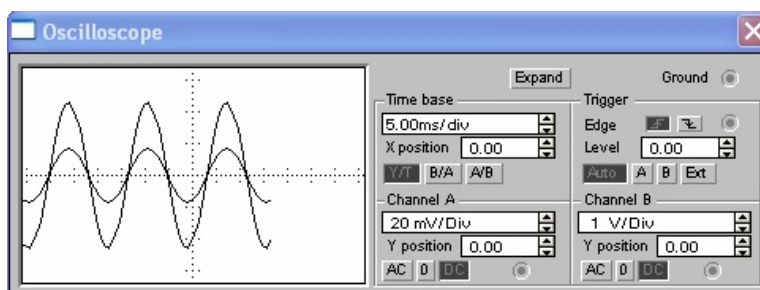 Oscilloscope
Expand
Ground
Time base
5.00ms/div
X position 0.00
Y/T B/A A/B
Trigger
Edge
Level 0.00
Auto A B Ext
Channel A
20 mV/Div
Y position 0.00
AC 0 DC
Channel B
1 V/Div
Y position 0.00
AC 0 DC